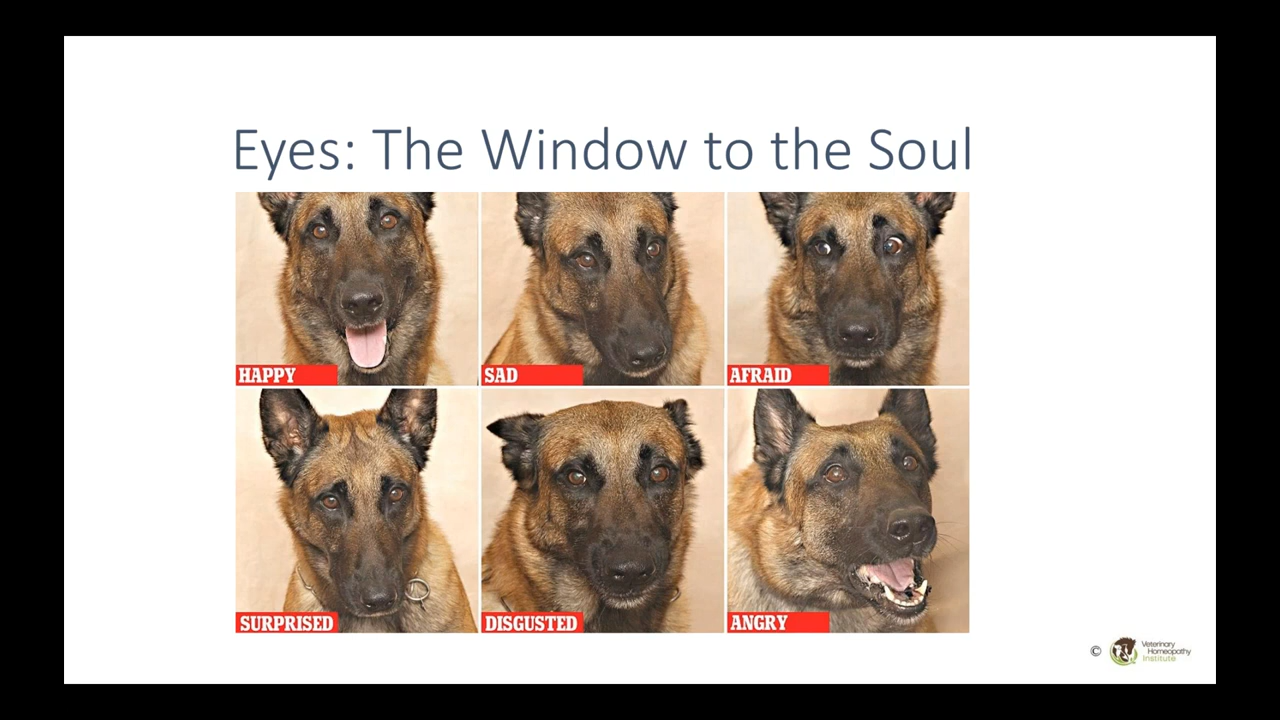 Eyes: The Window to the Soul
HAPPY
SAD
AFRAID
SURPRISED
DISGUSTED
ANGRY
©
Veterinary
Homeopathy
Institute